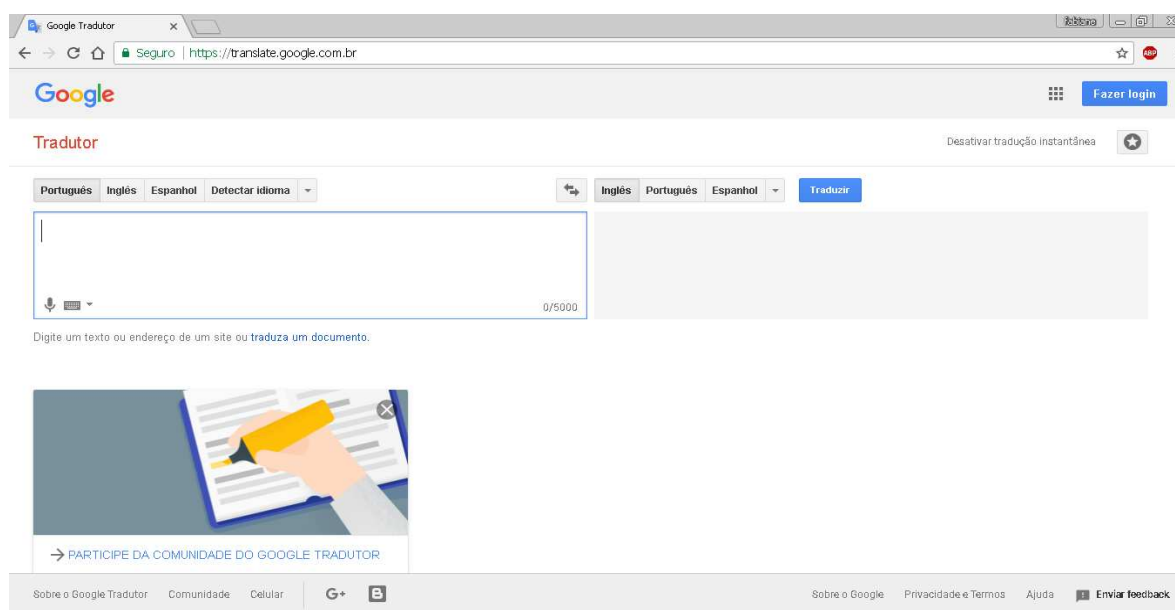 Google Tradutor
fabiana
Seguro | https://translate.google.com.br
ABP
Google
Fazer login
Tradutor
Desativar tradução instantânea
Português Inglês Espanhol Detectar idioma
Inglês Português Espanhol
Traduzir
0/5000
Digite um texto ou endereço de um site ou traduza um documento.
→ PARTICIPE DA COMUNIDADE DO GOOGLE TRADUTOR
Sobre o Google Tradutor Comunidade Celular G+ B
Sobre o Google Privacidade e Termos Ajuda Enviar feedback